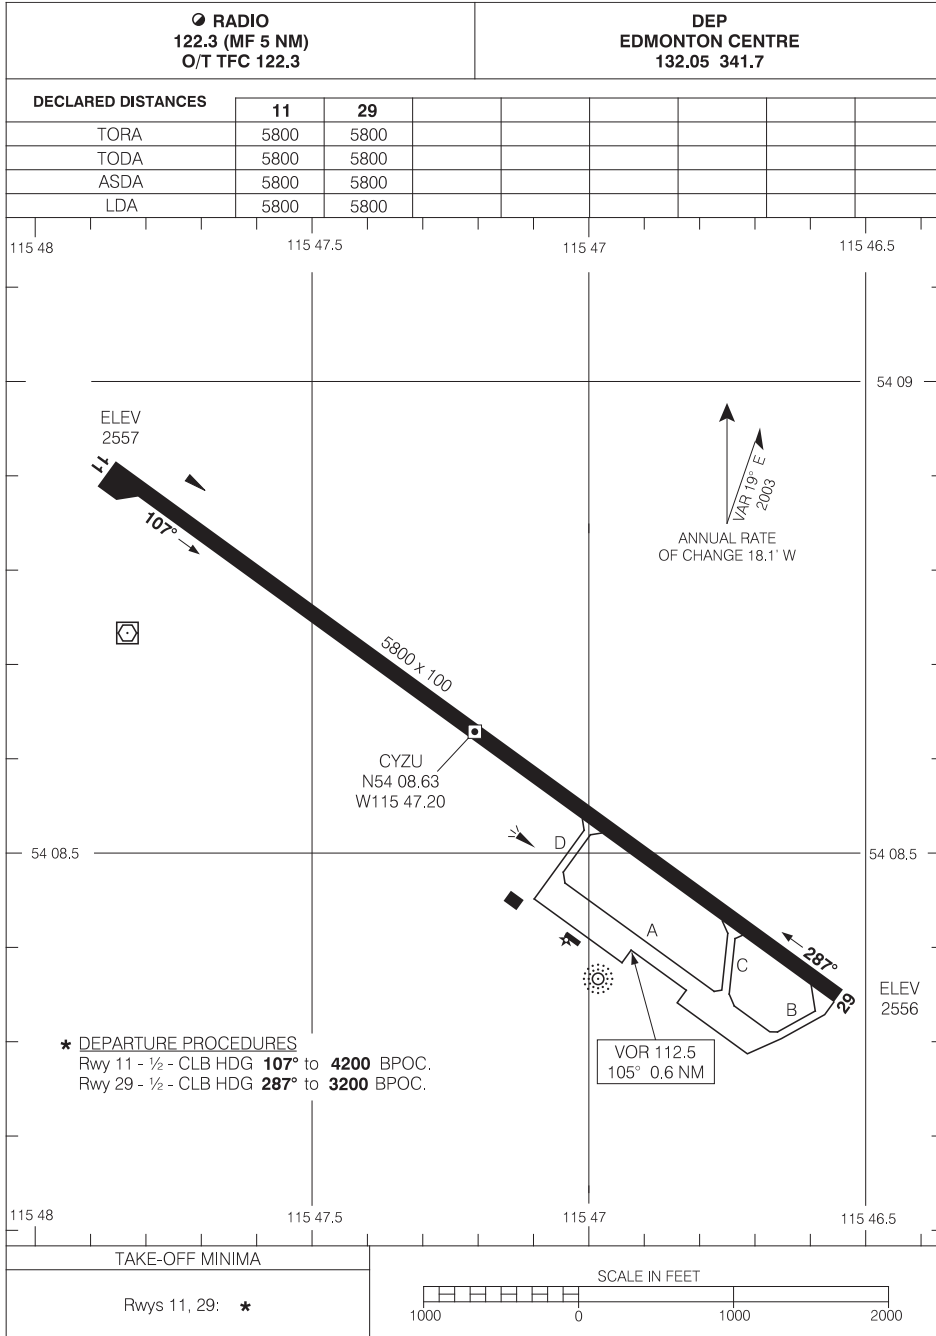 RADIO
122.3 (MF 5 NM)
O/T TFC 122.3
DEP
EDMONTON CENTRE
132.05 341.7
DECLARED DISTANCES
11 29
TORA 5800 5800
TODA 5800 5800
ASDA 5800 5800
LDA 5800 5800
115 48 115 47.5 115 47 115 46.5
54 09
ELEV
2557
11
107°
VAR 19° E
2003
ANNUAL RATE
OF CHANGE 18.1' W
5800 x 100
CYZU
N54 08.63
W115 47.20
54 08.5
54 08.5
D
A
C
B
287°
29
ELEV
2556
VOR 112.5
105° 0.6 NM
* DEPARTURE PROCEDURES
Rwy 11 - ½ - CLB HDG 107° to 4200 BPOC.
Rwy 29 - ½ - CLB HDG 287° to 3200 BPOC.
115 48 115 47.5 115 47 115 46.5
TAKE-OFF MINIMA
Rwys 11, 29: *
SCALE IN FEET
1000 0 1000 2000